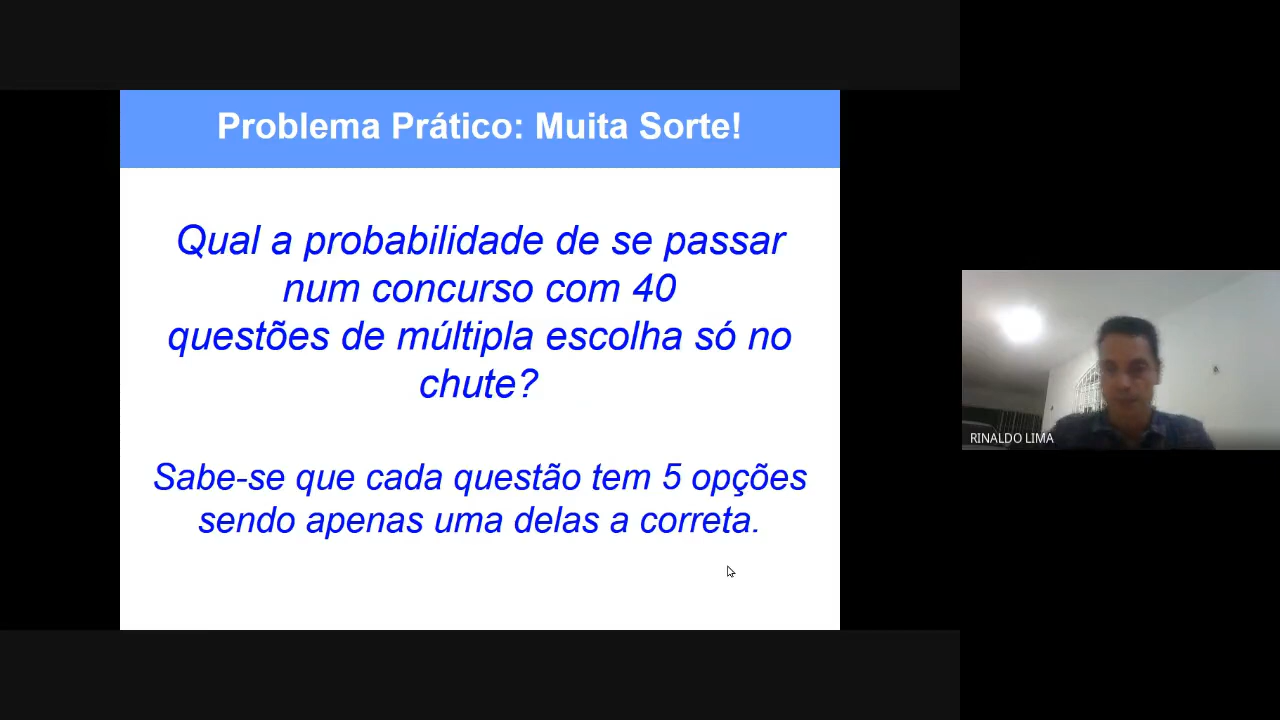 Problema Prático: Muita Sorte!
Qual a probabilidade de se passar
num concurso com 40
questões de múltipla escolha só no
chute?
Sabe-se que cada questão tem 5 opções
sendo apenas uma delas a correta.
RINALDO LIMA